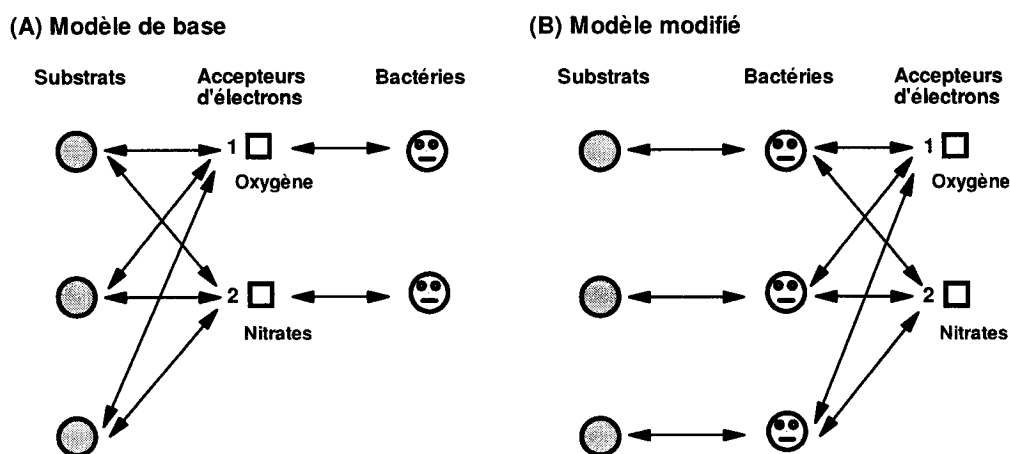 (A) Modèle de base
Substrats
Accepteurs
d'électrons
Bactéries
1
Oxygène
2
Nitrates
(B) Modèle modifié
Substrats
Bactéries
Accepteurs
d'électrons
1
Oxygène
2
Nitrates